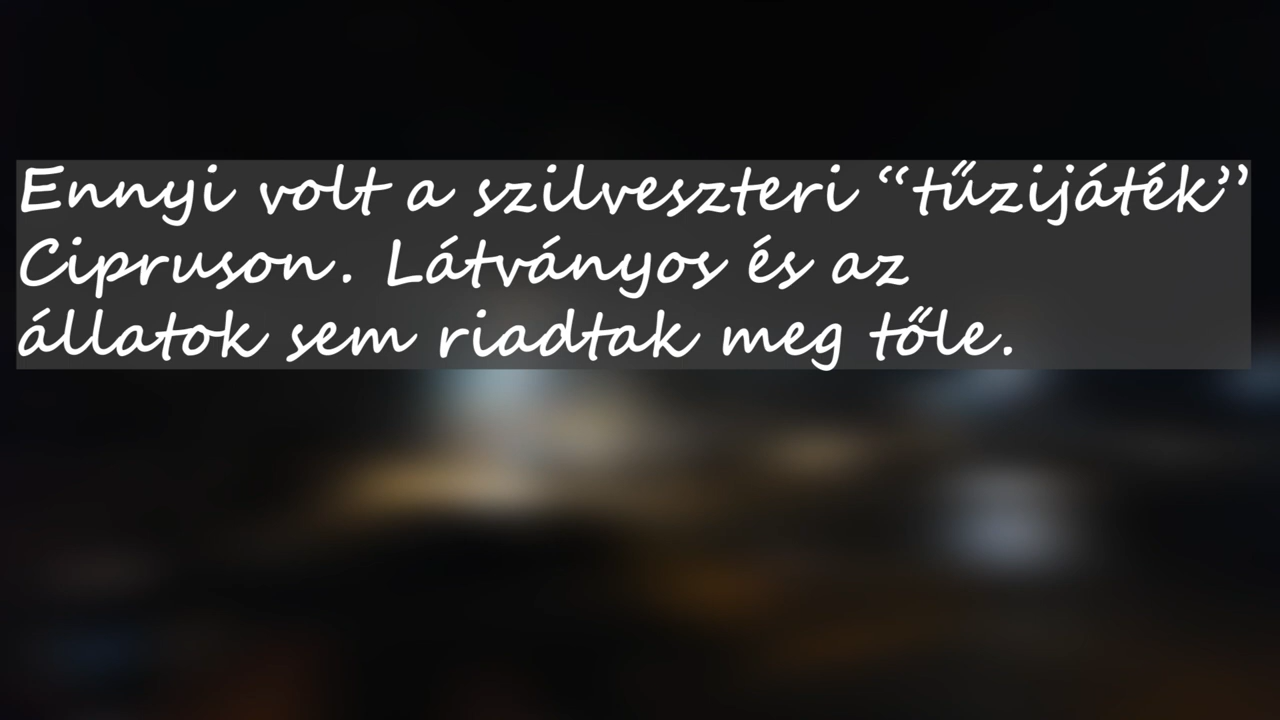 Ennyi volt a szilveszteri “tűzijáték”
Cipruson. Látványos és az
állatok sem riadtak meg tőle.